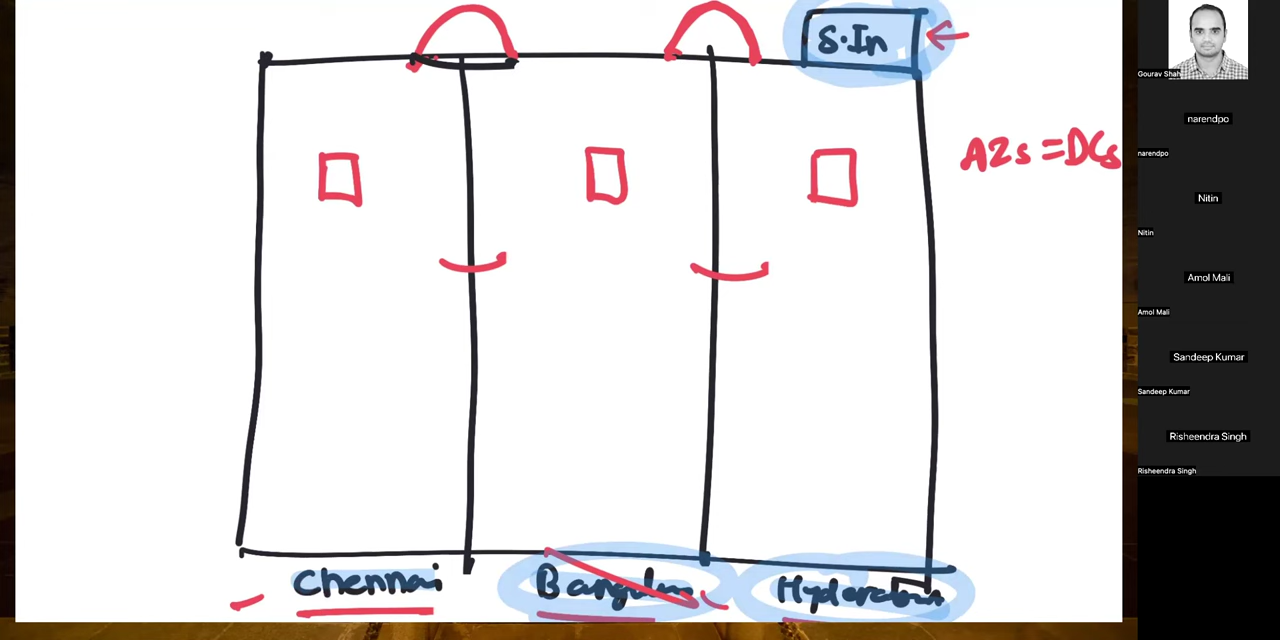 S.In
AZs = DCs
Chennai
Hyderabad
Gourav Shah
narendpo
narendpo
Nitin
Nitin
Amol Mali
Amol Mali
Sandeep Kumar
Sandeep Kumar
Risheendra Singh
Risheendra Singh